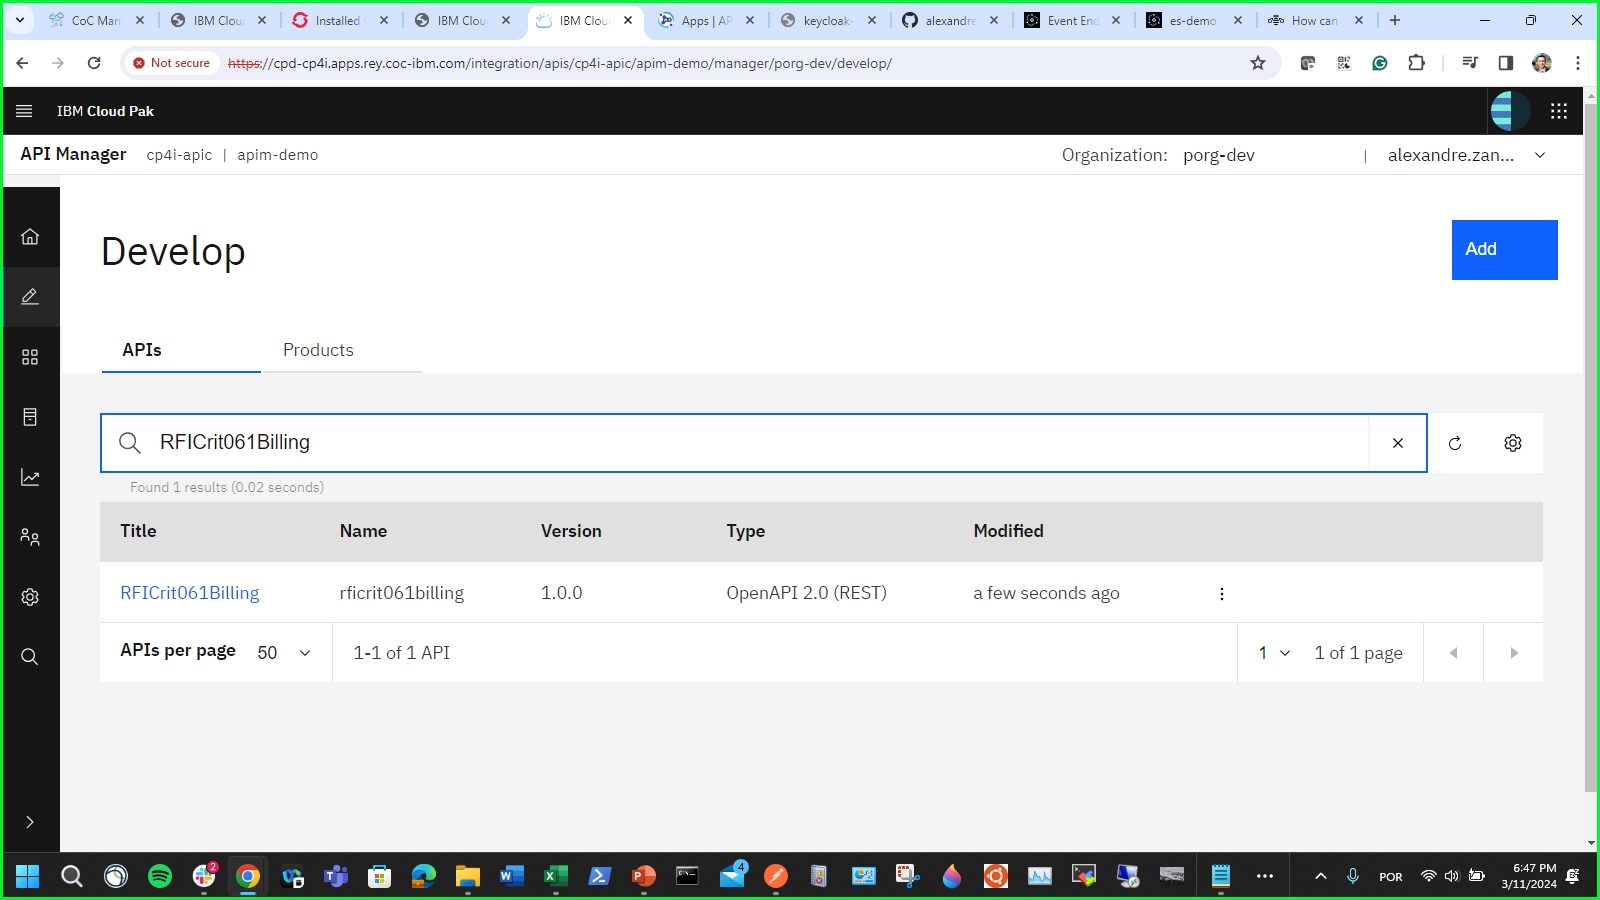 CoC Man
IBM Clou
Installed
IBM Clou
IBM Clou
Apps | AP
keycloak-
alexandre
Event End
es-demo
How can
Not secure
https://cpd-cp4i.apps.rey.coc-ibm.com/integration/apis/cp4i-apic/apim-demo/manager/porg-dev/develop/
IBM Cloud Pak
API Manager cp4i-apic | apim-demo
Organization: porg-dev | alexandre.zan...
Develop
Add
APIs
Products
RFICrit061Billing
Found 1 results (0.02 seconds)
Title Name Version Type Modified
RFICrit061Billing rficrit061billing 1.0.0 OpenAPI 2.0 (REST) a few seconds ago
APIs per page 50 1-1 of 1 API 1 1 of 1 page
2
4
POR
6:47 PM
3/11/2024